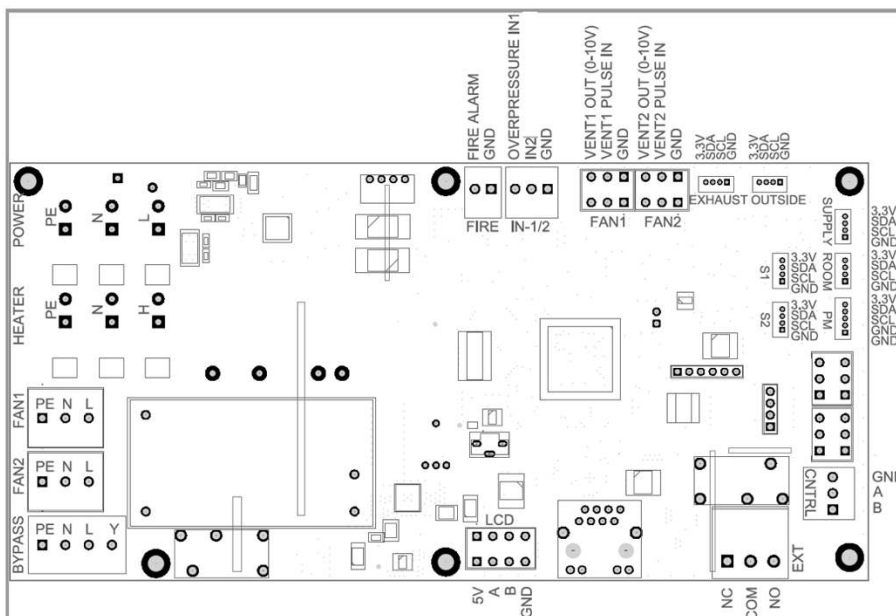 FIRE ALARM
GND
OVERPRESSURE IN1
IN2
GND
VENT1 OUT (0-10V)
VENT1 PULSE IN
GND
VENT2 OUT (0-10V)
VENT2 PULSE IN
GND
3.3V
SDA
SCL
GND
3.3V
SDA
SCL
GND
FIRE
IN-1/2
FAN1
FAN2
EXHAUST
OUTSIDE
POWER
PE
N
L
SUPPLY
3.3V
SDA
SCL
GND
S1
3.3V
SDA
SCL
GND
ROOM
3.3V
SDA
SCL
GND
HEATER
PE
N
H
S2
3.3V
SDA
SCL
GND
PM
3.3V
SDA
SCL
GND
GND
FAN1
PE N L
FAN2
PE N L
CNTRL
GND
A
B
BYPASS
PE N L Y
LCD
5V
A
B
GND
EXT
NC
COM
NO